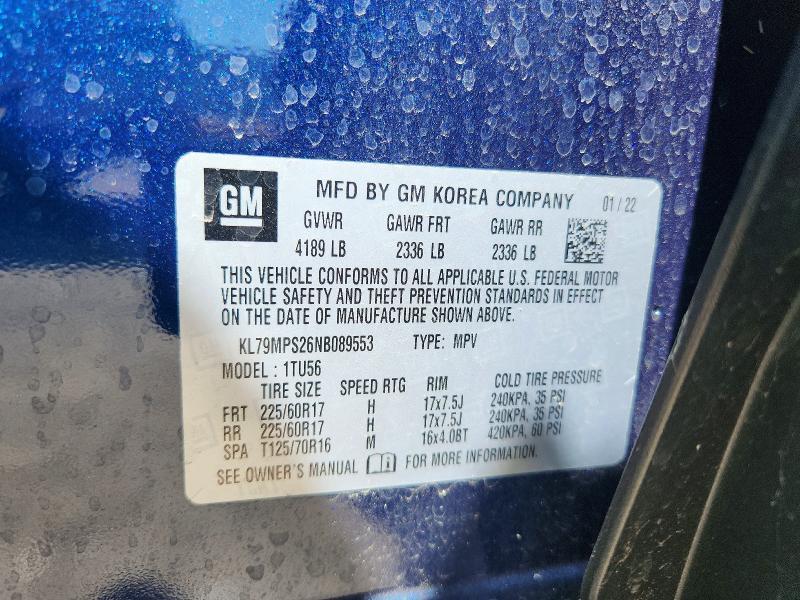 GM
MFD BY GM KOREA COMPANY 01 / 22
GVWR GAWR FRT GAWR RR
4189 LB 2336 LB 2336 LB
THIS VEHICLE CONFORMS TO ALL APPLICABLE U.S. FEDERAL MOTOR
VEHICLE SAFETY AND THEFT PREVENTION STANDARDS IN EFFECT
ON THE DATE OF MANUFACTURE SHOWN ABOVE.
KL79MPS26NB089553 TYPE: MPV
MODEL : 1TU56
TIRE SIZE SPEED RTG RIM COLD TIRE PRESSURE
FRT 225/60R17 H 17x7.5J 240KPA, 35 PSI
RR 225/60R17 H 17x7.5J 240KPA, 35 PSI
SPA T125/70R16 M 16x4.0BT 420KPA, 60 PSI
SEE OWNER'S MANUAL FOR MORE INFORMATION.